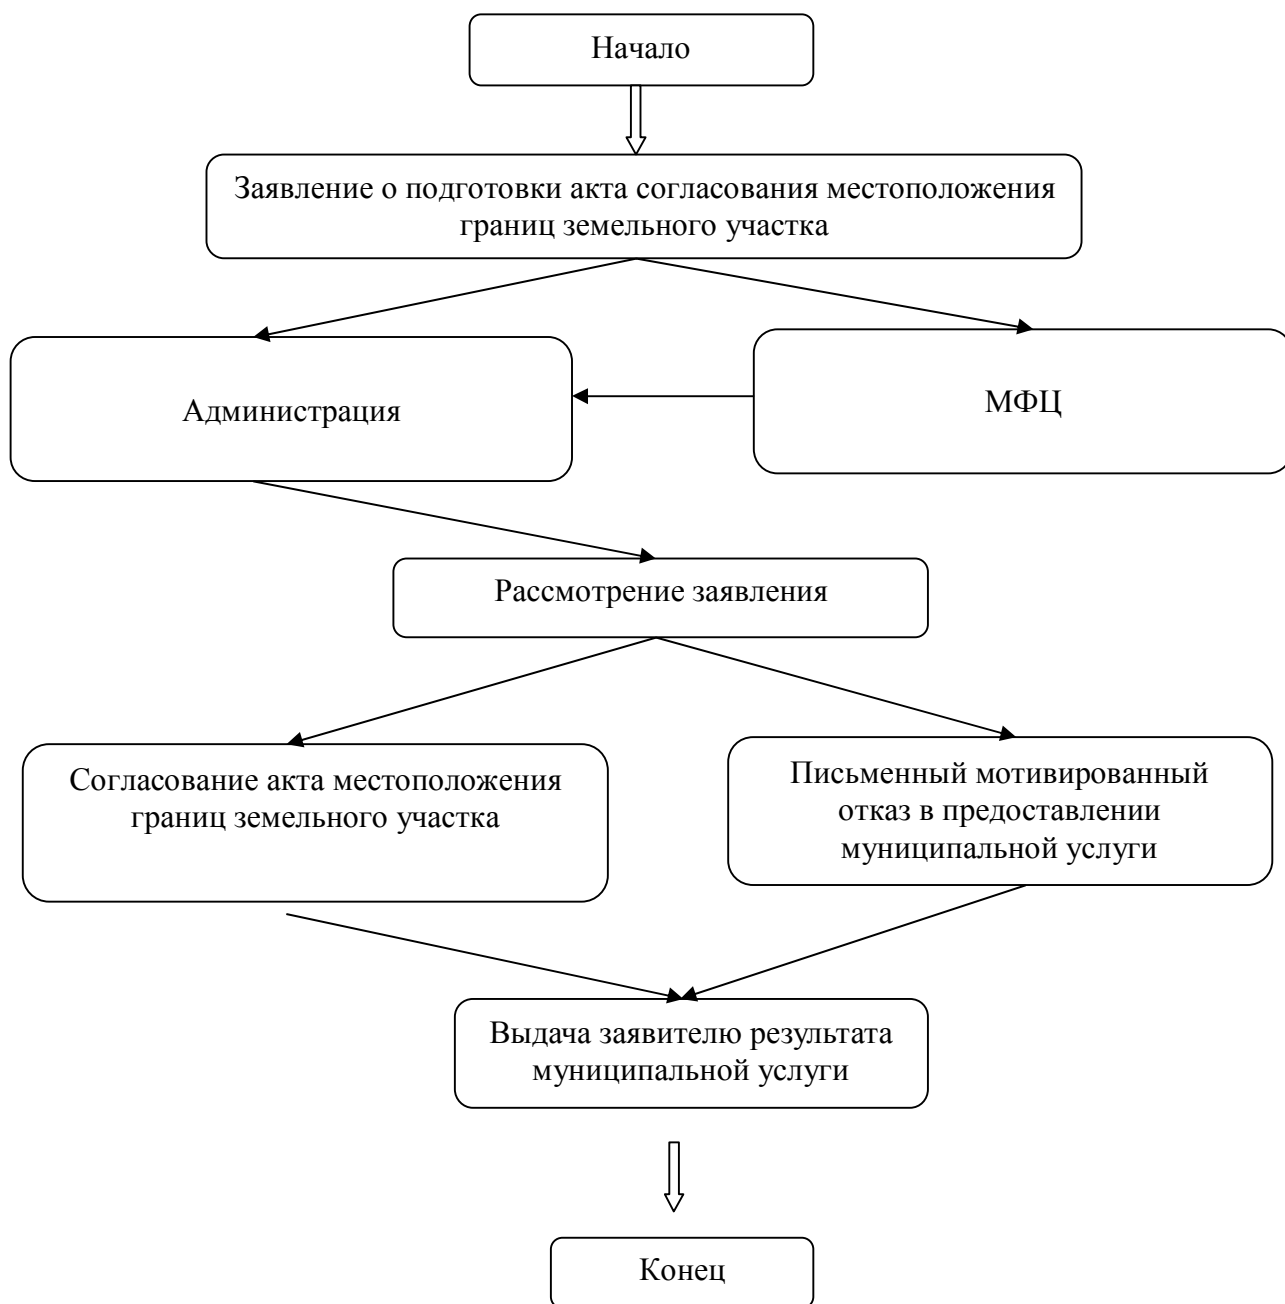 Начало
Заявление о подготовки акта согласования местоположения
границ земельного участка
Администрация
МФЦ
Рассмотрение заявления
Согласование акта местоположения
границ земельного участка
Письменный мотивированный
отказ в предоставлении
муниципальной услуги
Выдача заявителю результата
муниципальной услуги
Конец